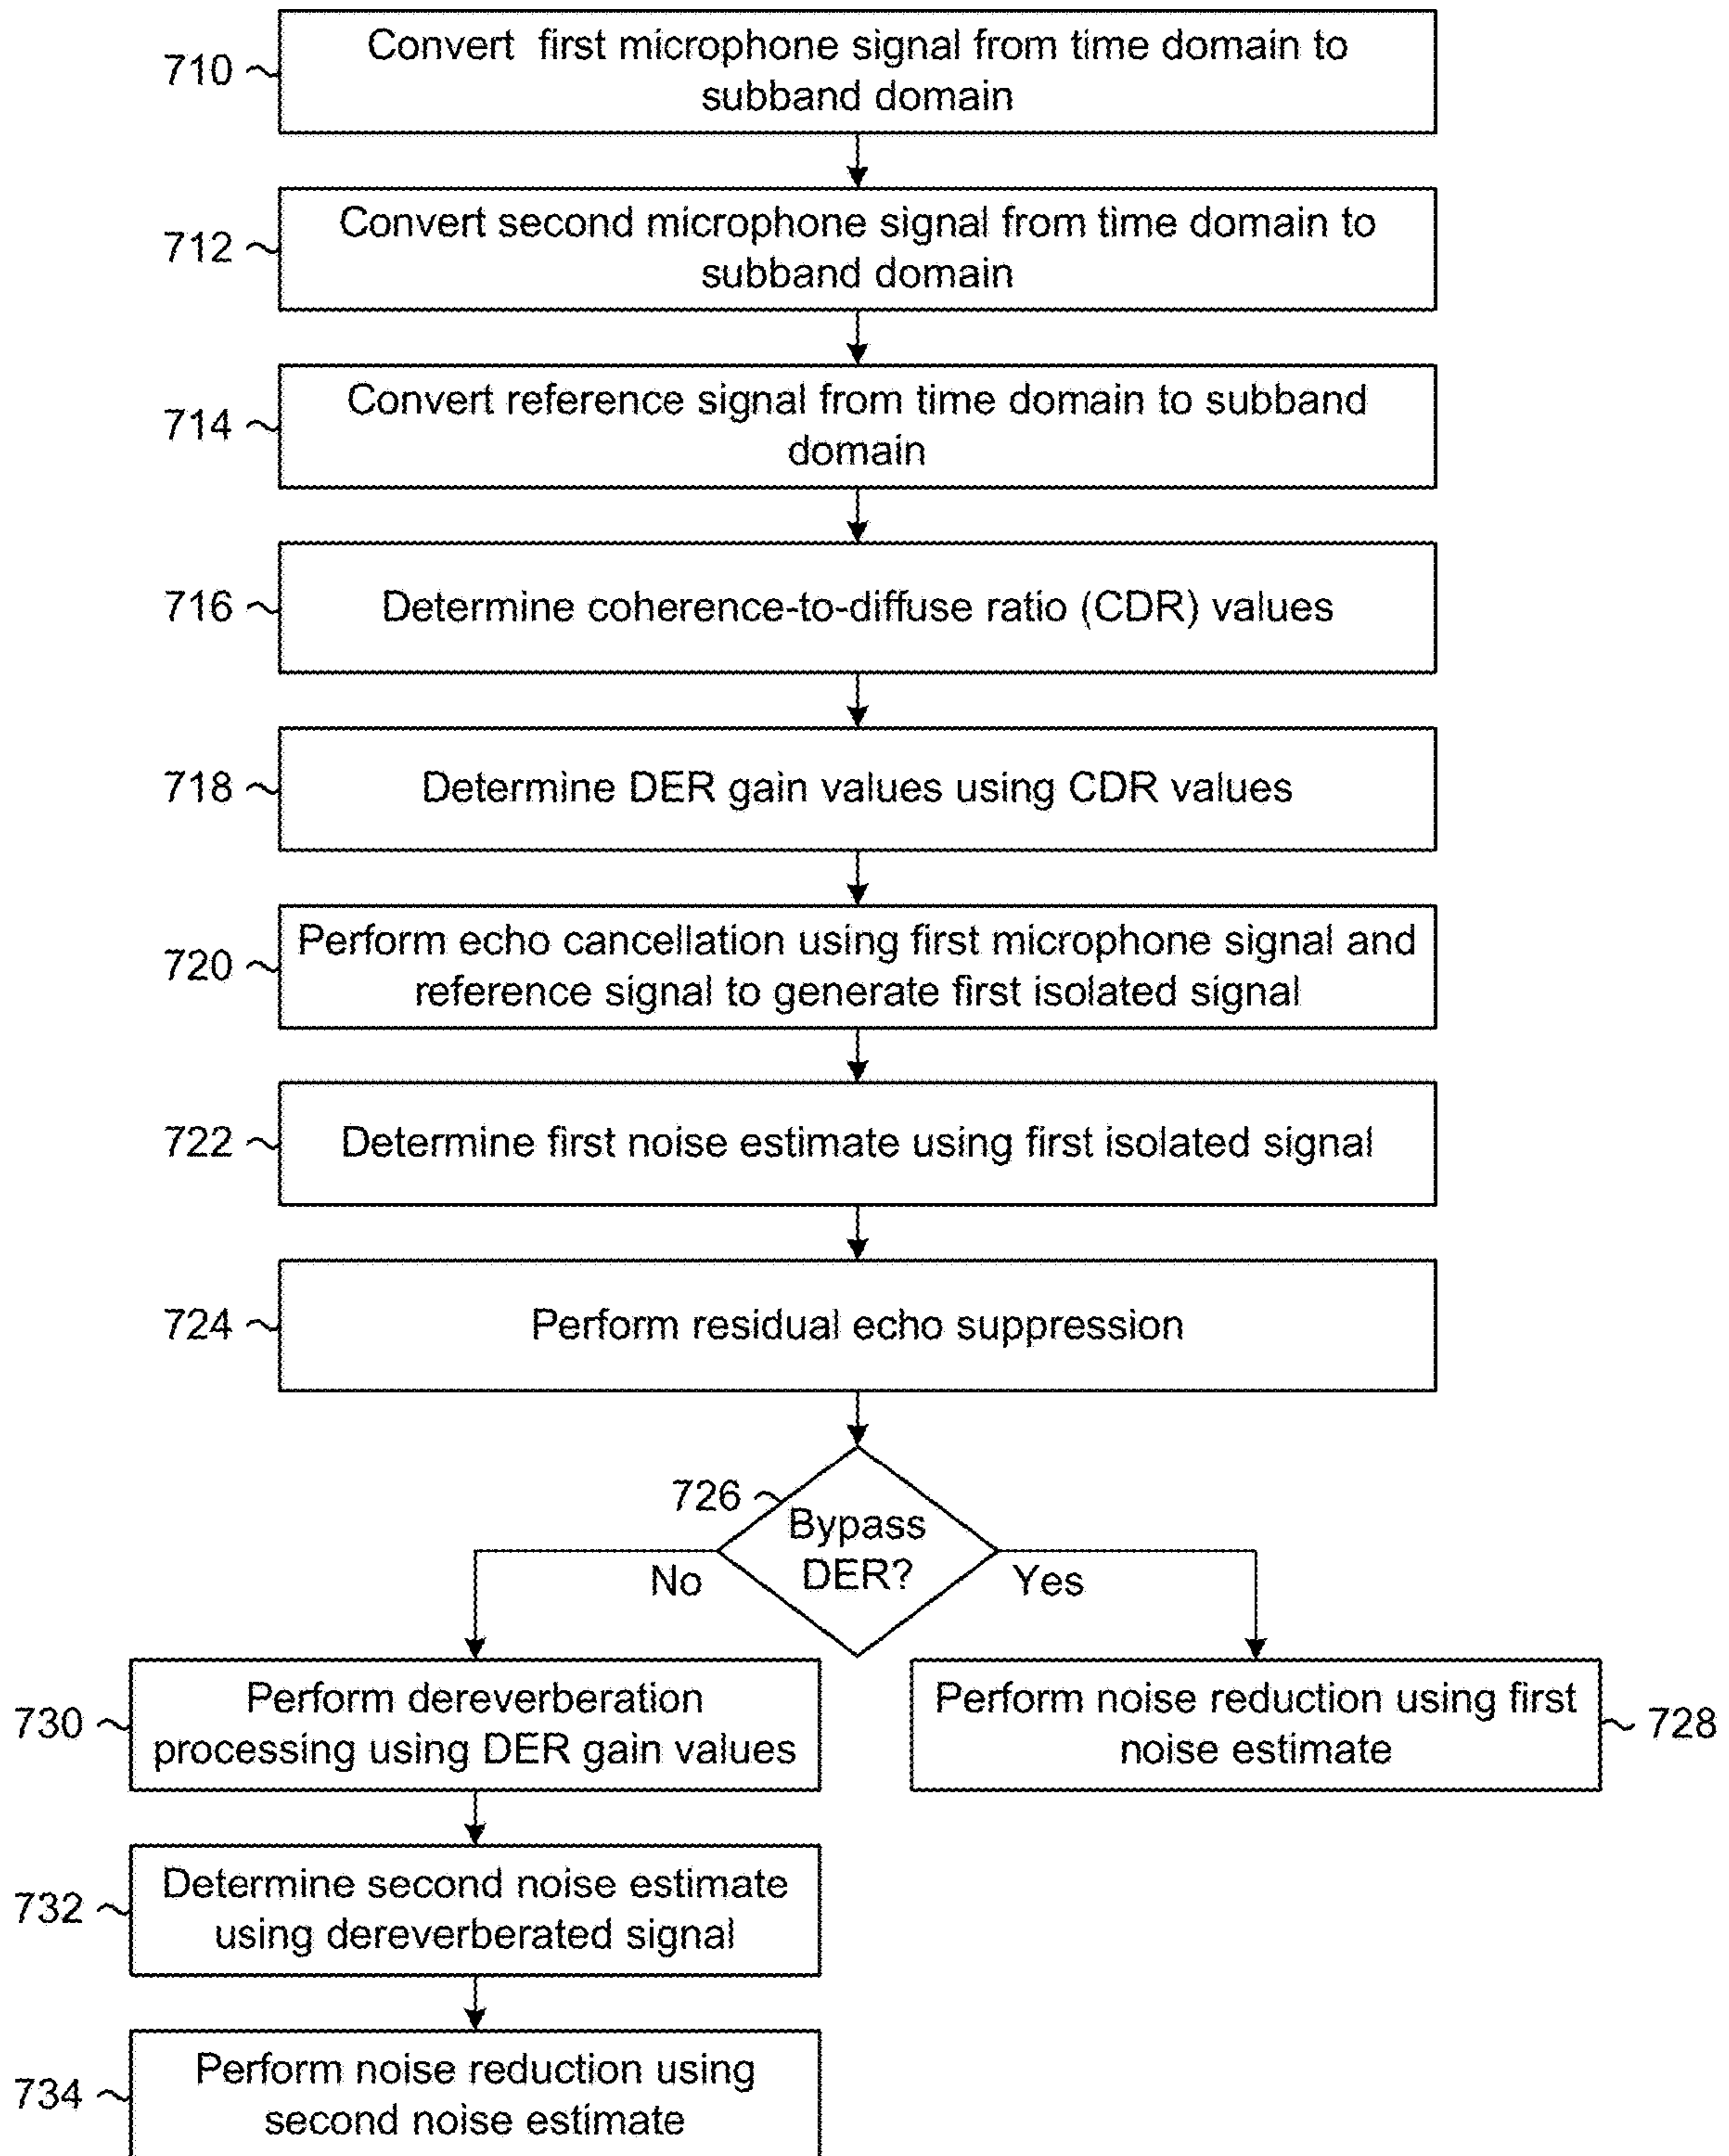 710
Convert first microphone signal from time domain to
subband domain
712
Convert second microphone signal from time domain to
subband domain
714
Convert reference signal from time domain to subband
domain
716
Determine coherence-to-diffuse ratio (CDR) values
718
Determine DER gain values using CDR values
720
Perform echo cancellation using first microphone signal and
reference signal to generate first isolated signal
722
Determine first noise estimate using first isolated signal
724
Perform residual echo suppression
726
Bypass
DER?
No
Yes
730
Perform dereverberation
processing using DER gain values
Perform noise reduction using first
noise estimate
728
732
Determine second noise estimate
using dereverberated signal
734
Perform noise reduction using
second noise estimate